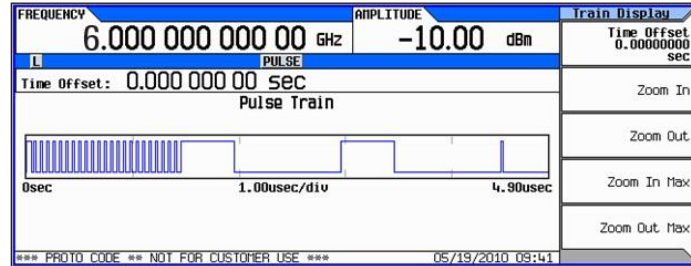 FREQUENCY AMPLITUDE Train Display
6.000 000 000 00 GHz -10.00 dBm
Time Offset
0.00000000
sec
L PULSE
Time Offset: 0.000 000 00 sec
Zoom In
Pulse Train
Zoom Out
Zoom In Max
0sec 1.00usec/div 4.90usec
Zoom Out Max
*** PROTO CODE ** NOT FOR CUSTOMER USE *** 05/19/2010 09:41